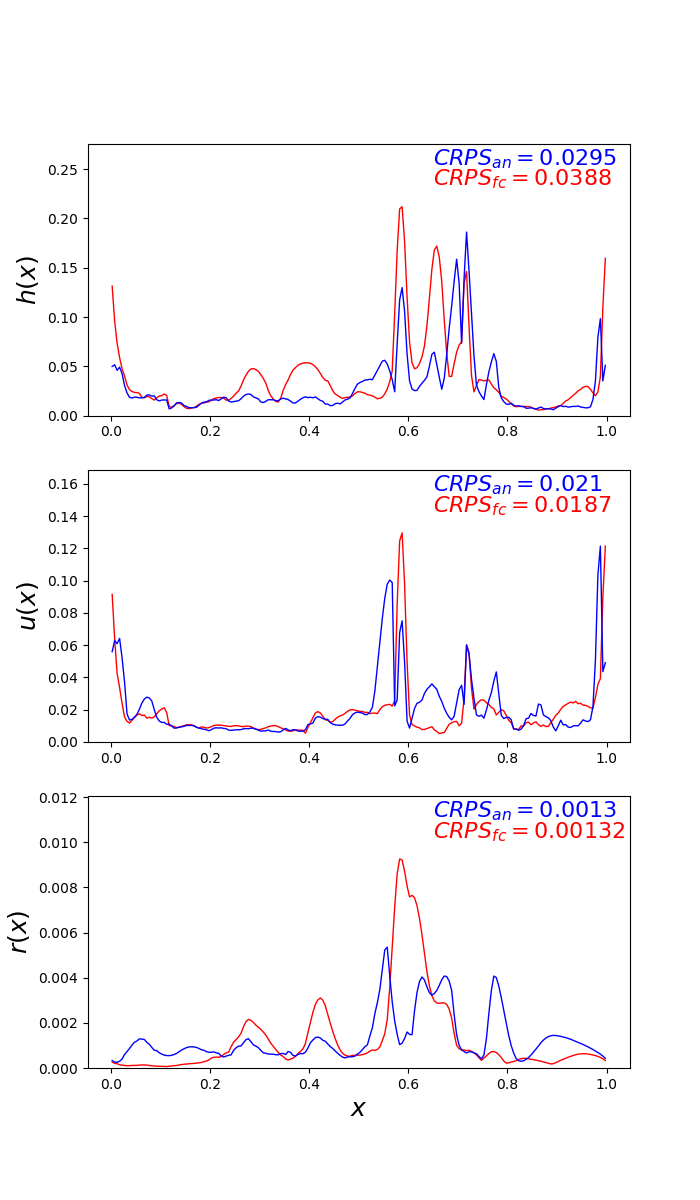 CRPS_an = 0.0295
CRPS_fc = 0.0388
0.25
0.20
0.15
0.10
0.05
0.00
h(x)
0.0 0.2 0.4 0.6 0.8 1.0
CRPS_an = 0.021
CRPS_fc = 0.0187
0.16
0.14
0.12
0.10
0.08
0.06
0.04
0.02
0.00
u(x)
0.0 0.2 0.4 0.6 0.8 1.0
CRPS_an = 0.0013
CRPS_fc = 0.00132
0.012
0.010
0.008
0.006
0.004
0.002
0.000
r(x)
0.0 0.2 0.4 0.6 0.8 1.0
x